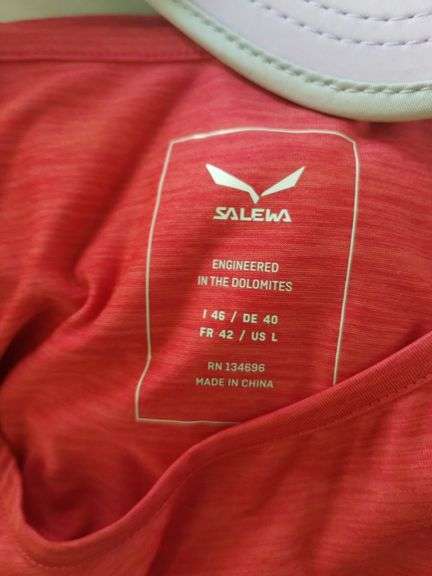 SALEWA
ENGINEERED
IN THE DOLOMITES
I 46 / DE 40
FR 42 / US L
RN 134696
MADE IN CHINA